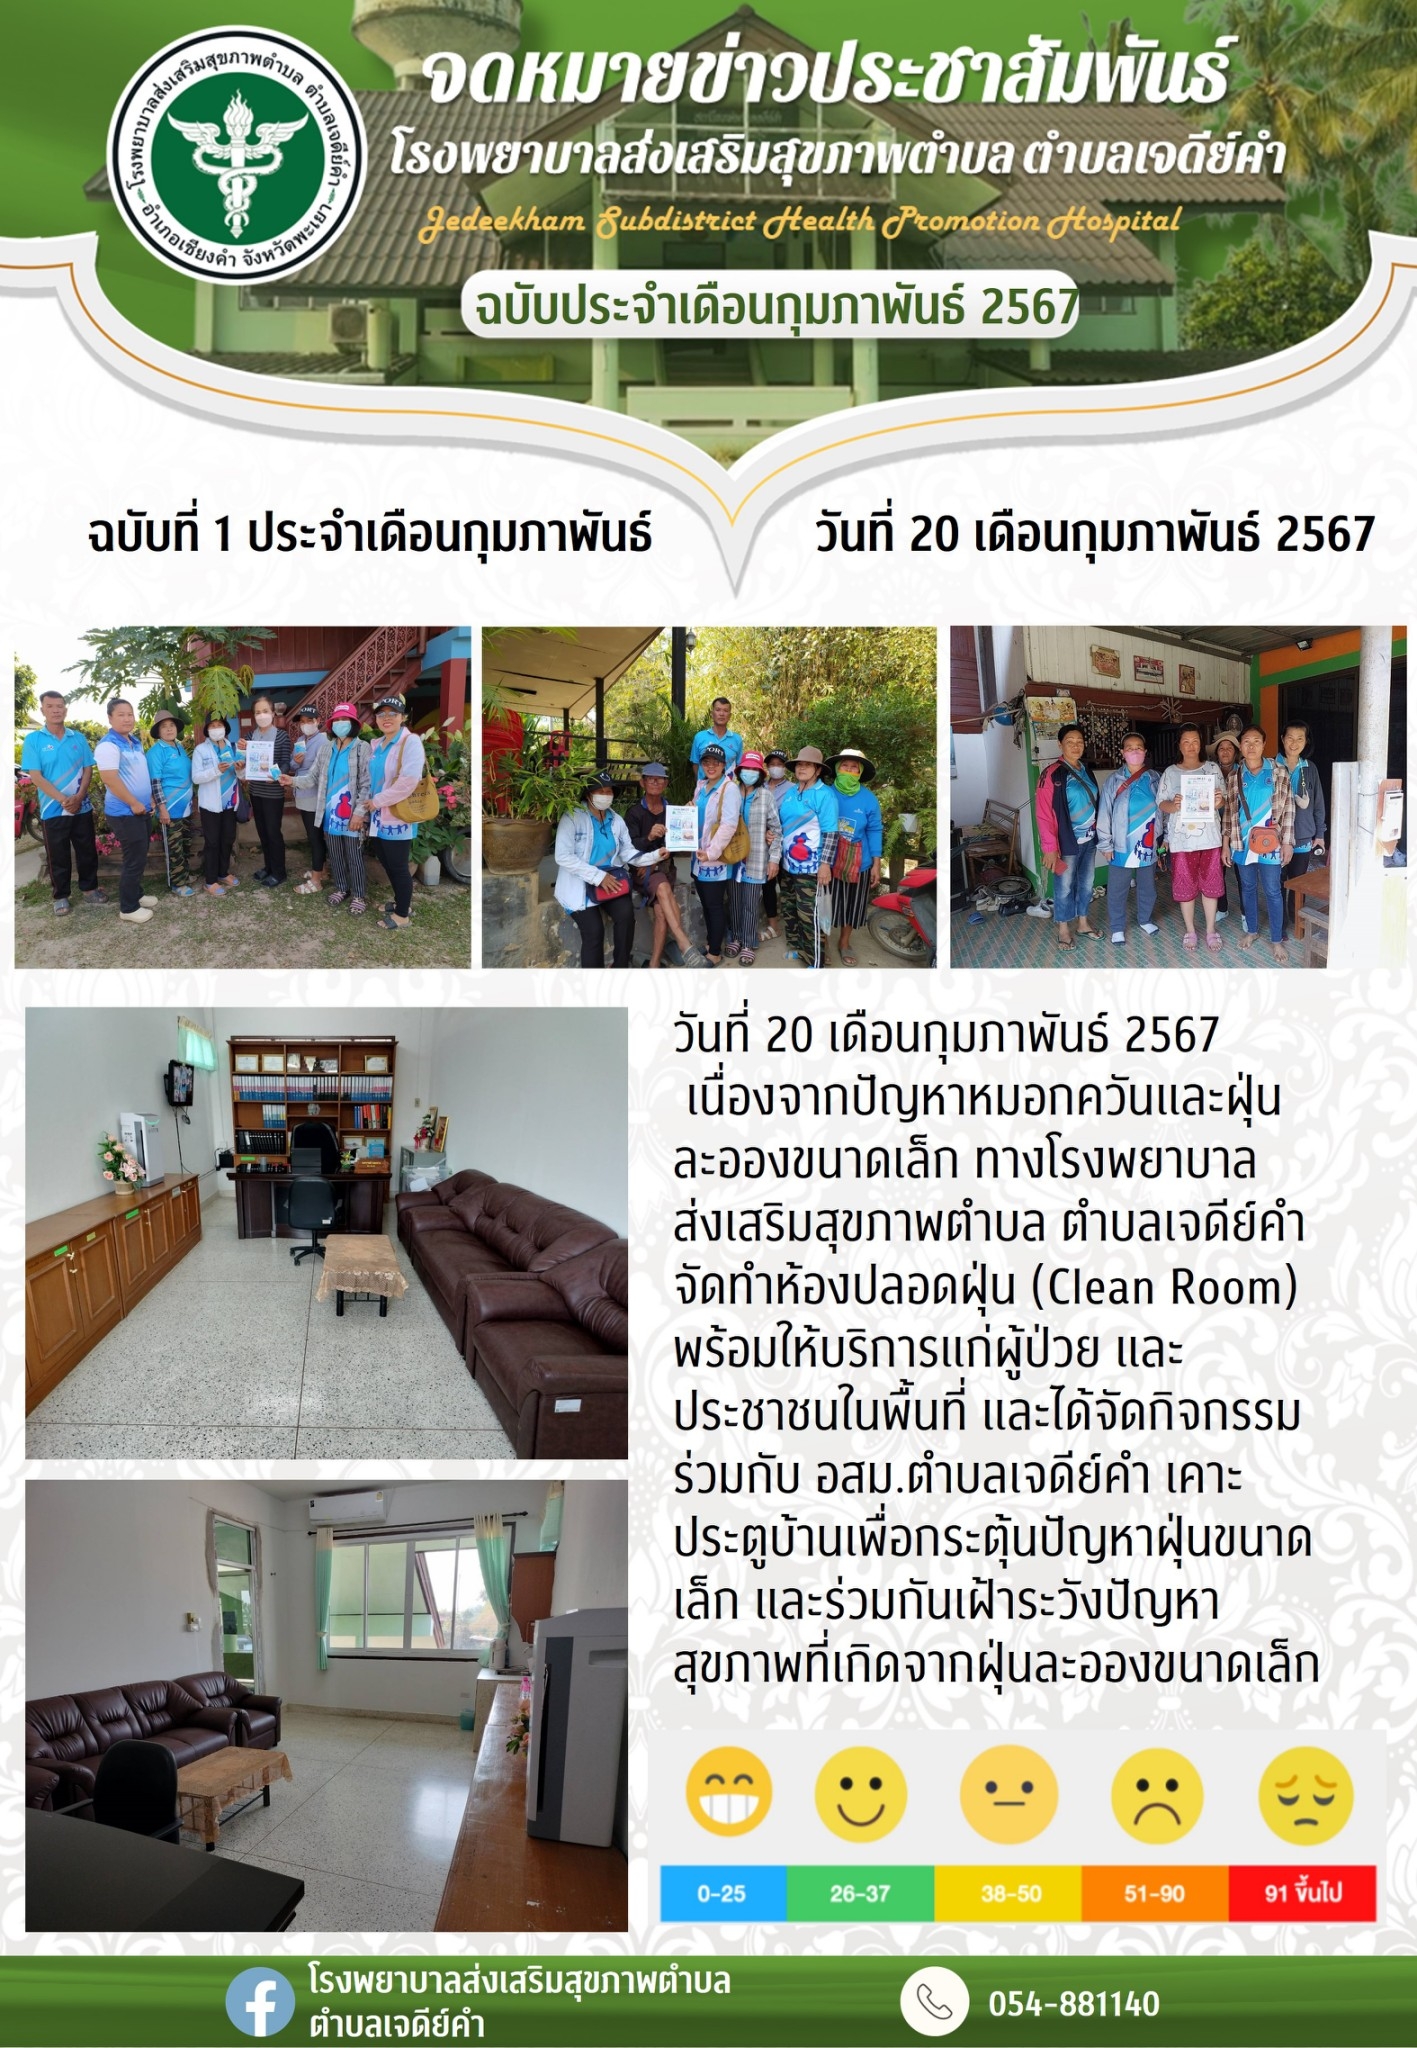 โรงพยาบาลส่งเสริมสุขภาพตำบล ตำบลเจดีย์คำ
อำเภอเชียงคำ จังหวัดพะเยา
จดหมายข่าวประชาสัมพันธ์
โรงพยาบาลส่งเสริมสุขภาพตำบล ตำบลเจดีย์คำ
Jedeekham Subdistrict Health Promotion Hospital
ฉบับประจำเดือนกุมภาพันธ์ 2567
ฉบับที่ 1 ประจำเดือนกุมภาพันธ์
วันที่ 20 เดือนกุมภาพันธ์ 2567
วันที่ 20 เดือนกุมภาพันธ์ 2567
เนื่องจากปัญหาหมอกควันและฝุ่น
ละอองขนาดเล็ก ทางโรงพยาบาล
ส่งเสริมสุขภาพตำบล ตำบลเจดีย์คำ
จัดทำห้องปลอดฝุ่น (Clean Room)
พร้อมให้บริการแก่ผู้ป่วย และ
ประชาชนในพื้นที่ และได้จัดกิจกรรม
ร่วมกับ อสม.ตำบลเจดีย์คำ เคาะ
ประตูบ้านเพื่อกระตุ้นปัญหาฝุ่นขนาด
เล็ก และร่วมกันเฝ้าระวังปัญหา
สุขภาพที่เกิดจากฝุ่นละอองขนาดเล็ก
0-25
26-37
38-50
51-90
91 ขึ้นไป
โรงพยาบาลส่งเสริมสุขภาพตำบล
ตำบลเจดีย์คำ
054-881140